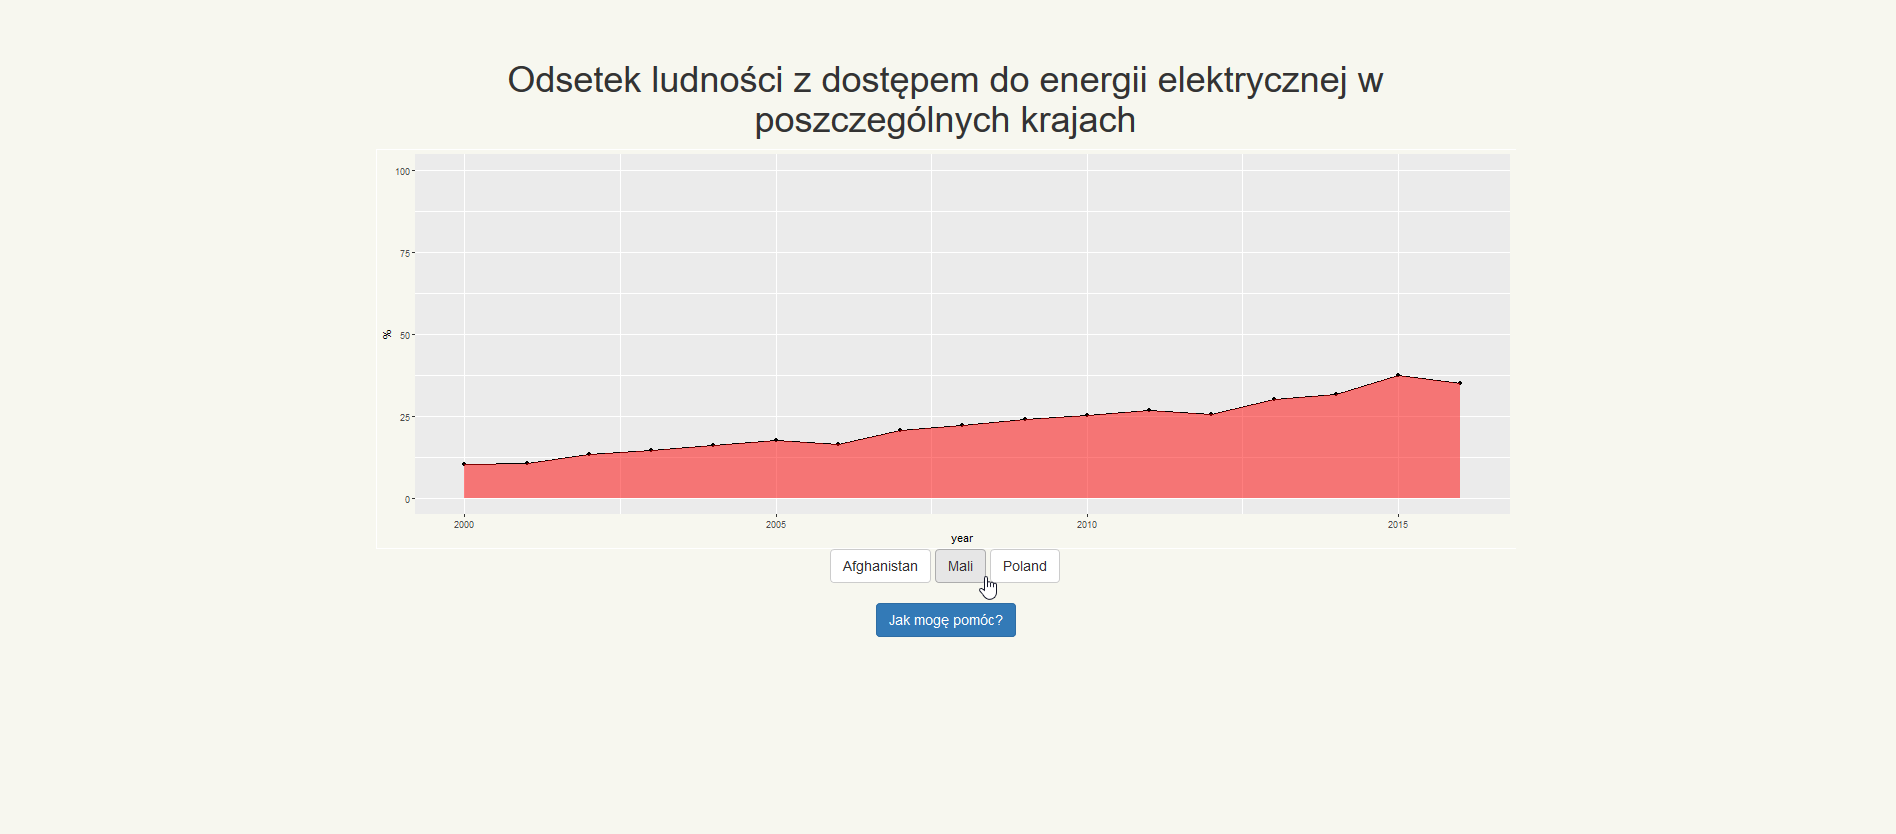 Odsetek ludności z dostępem do energii elektrycznej w
poszczególnych krajach
100
75
%
50
25
0
2000 2005 2010 2015
year
Afghanistan Mali Poland
Jak mogę pomóc?